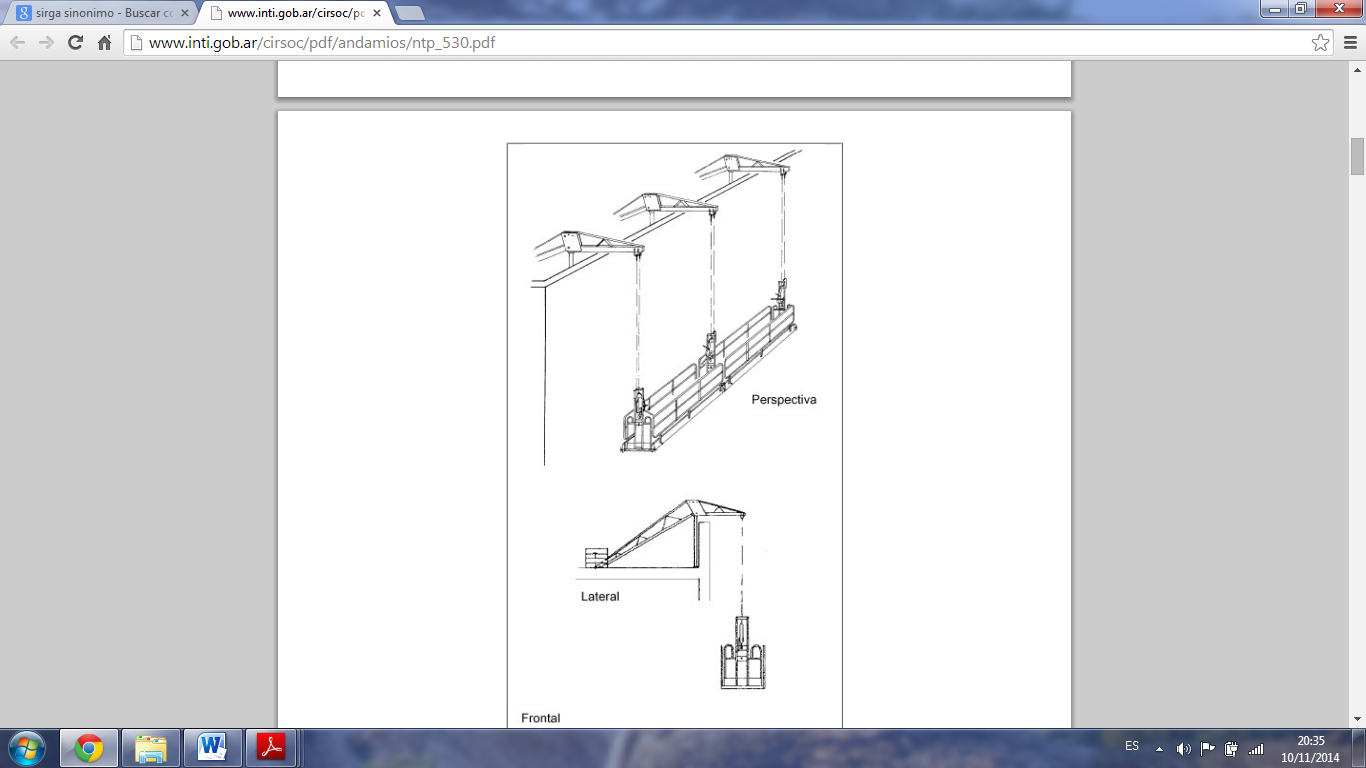 sirga sinonimo - Buscar co
www.inti.gob.ar/cirsoc/pd
www.inti.gob.ar/cirsoc/pdf/andamios/ntp_530.pdf
Perspectiva
Lateral
Frontal
ES
20:35
10/11/2014